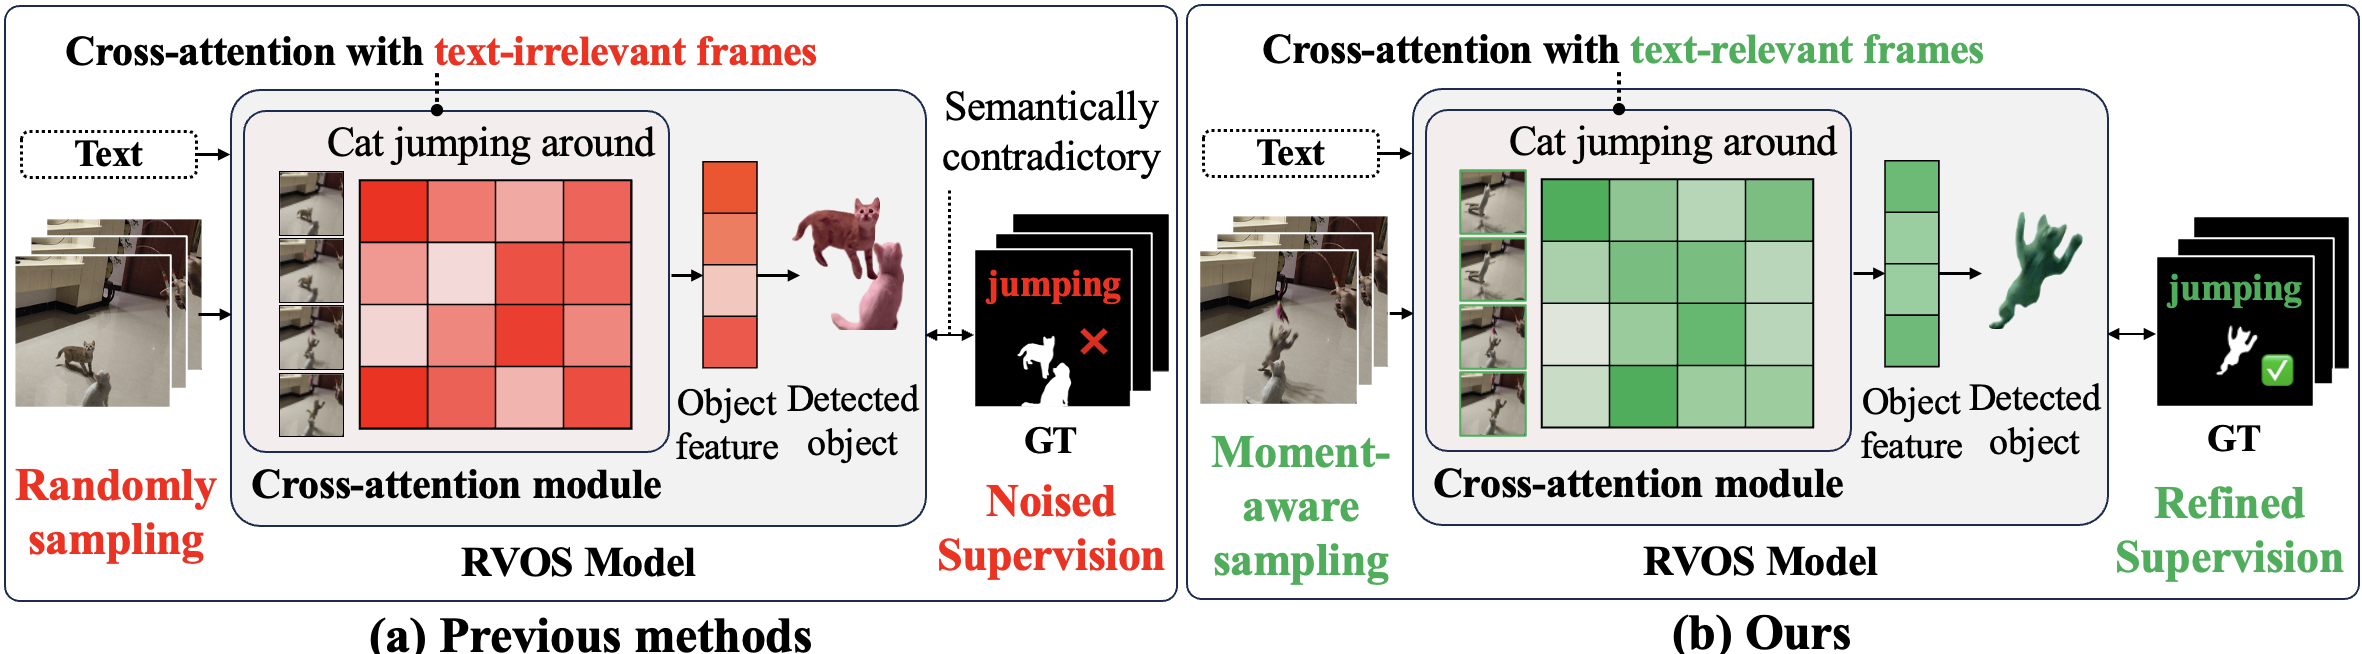 Cross-attention with text-irrelevant frames
Text
Cat jumping around
Semantically
contradictory
jumping
Object
feature
Detected
object
GT
Cross-attention module
Randomly
sampling
Noised
Supervision
RVOS Model
(a) Previous methods
Cross-attention with text-relevant frames
Text
Cat jumping around
jumping
Object
feature
Detected
object
GT
Cross-attention module
Moment-
aware
sampling
Refined
Supervision
RVOS Model
(b) Ours